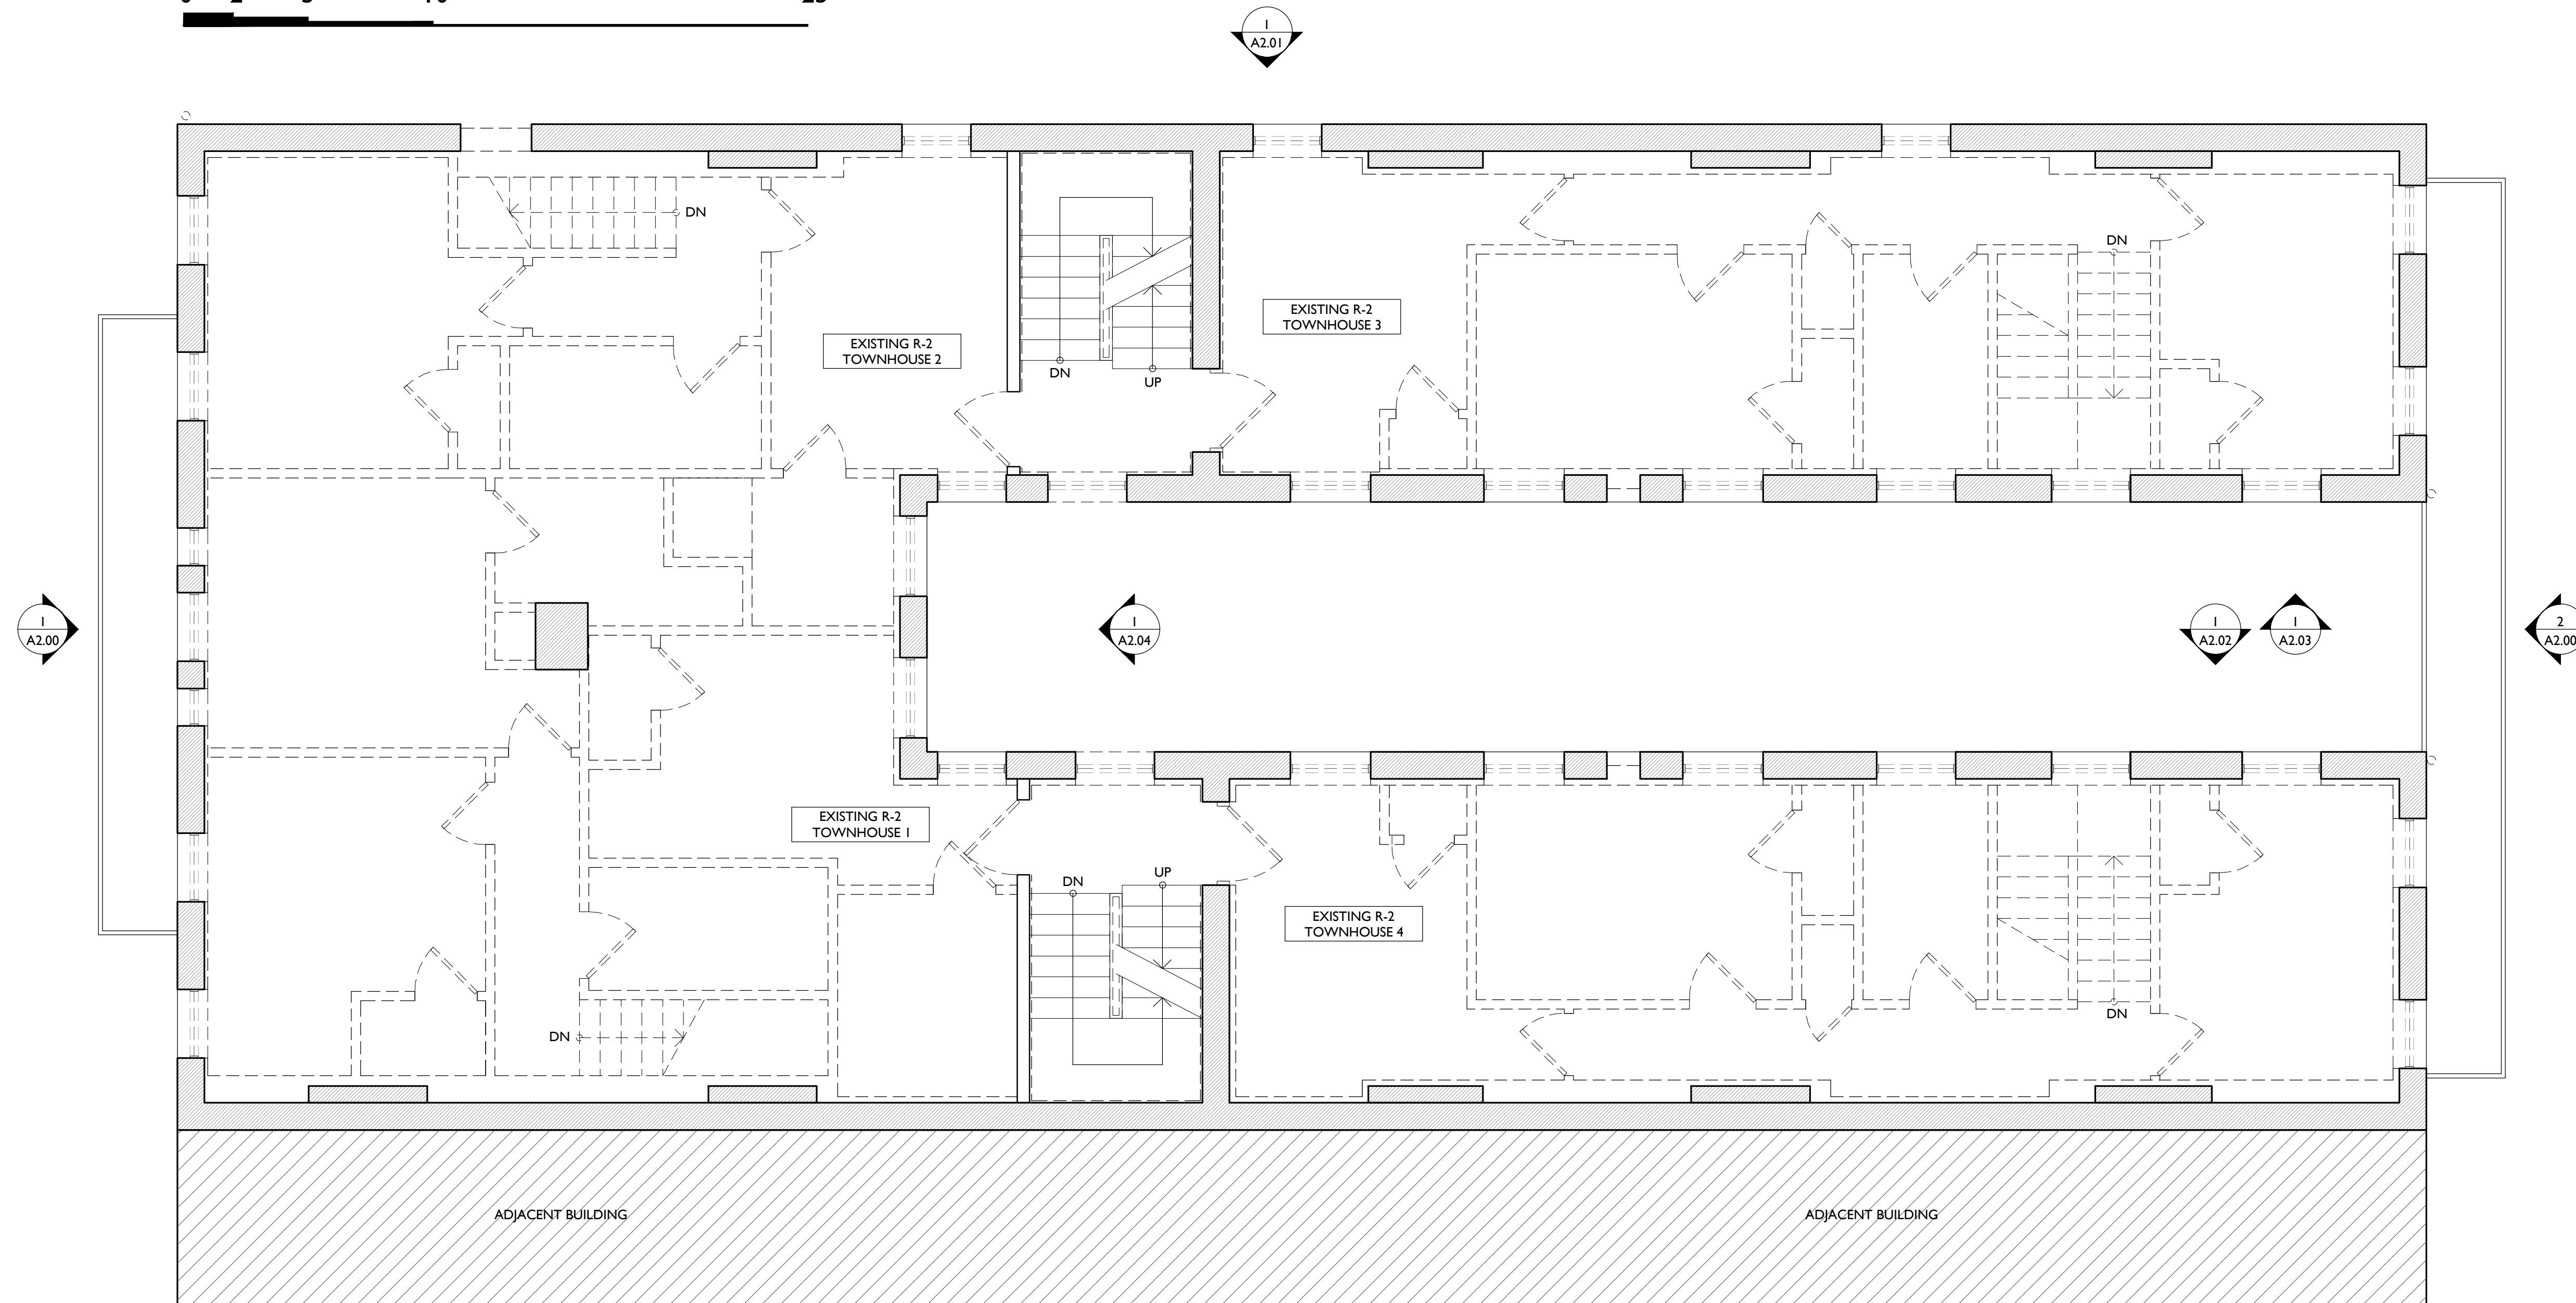 1
A2.01
DN
DN
EXISTING R-2
TOWNHOUSE 3
EXISTING R-2
TOWNHOUSE 2
DN
UP
1
A2.00
1
A2.04
1
A2.02
1
A2.03
2
A2.00
EXISTING R-2
TOWNHOUSE 1
DN
UP
EXISTING R-2
TOWNHOUSE 4
DN
DN
ADJACENT BUILDING
ADJACENT BUILDING